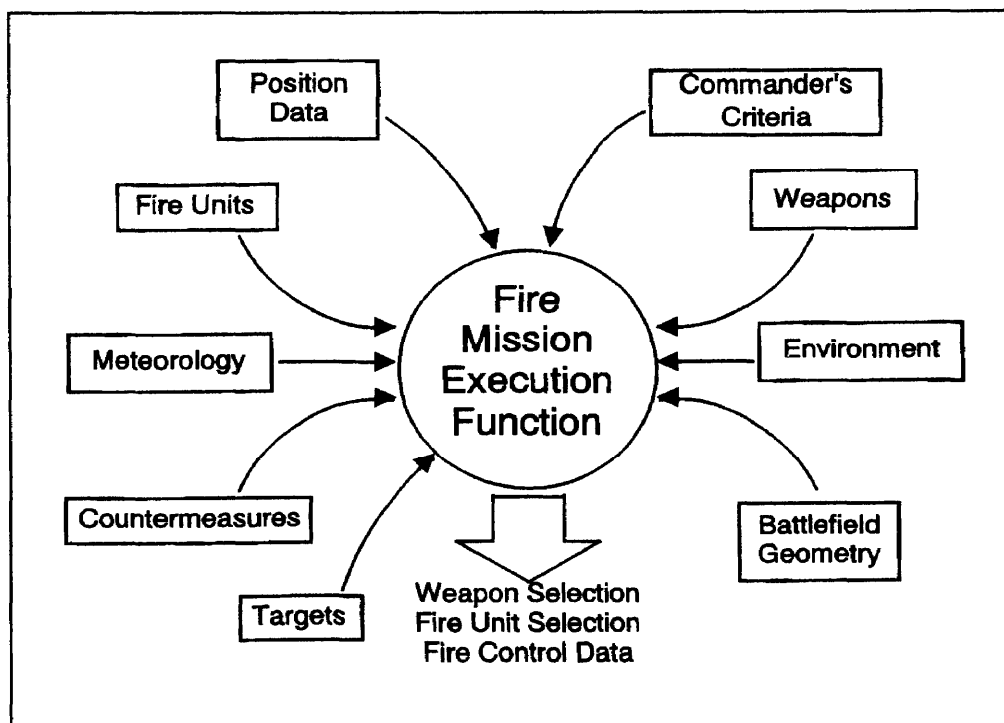 Position
Data
Commander's
Criteria
Fire Units
Weapons
Fire
Mission
Execution
Function
Meteorology
Environment
Countermeasures
Battlefield
Geometry
Targets
Weapon Selection
Fire Unit Selection
Fire Control Data